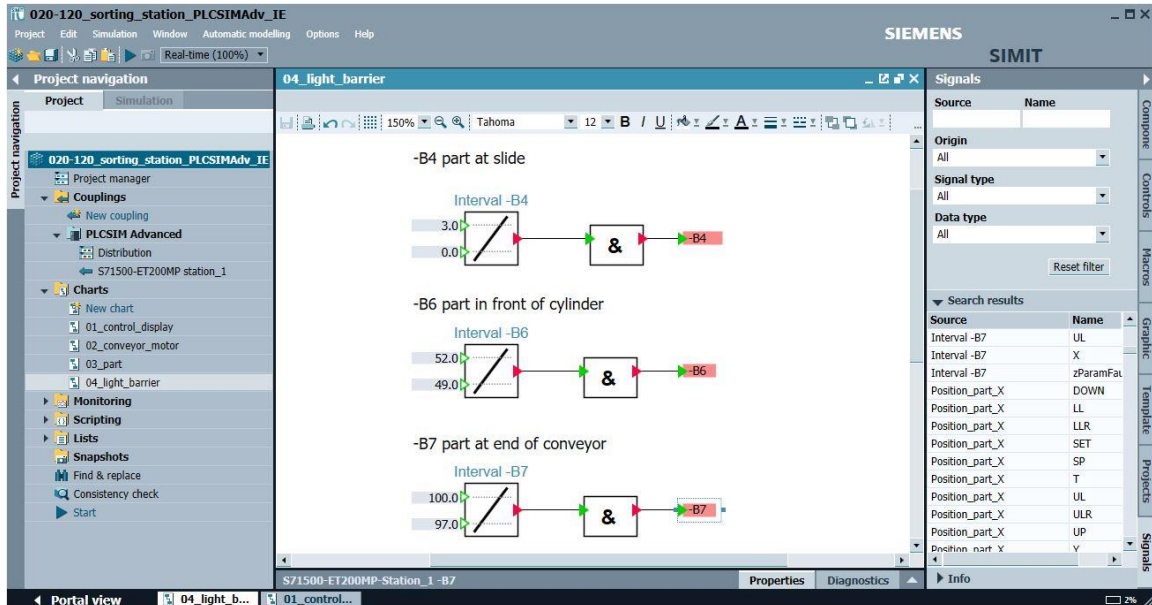 020-120_sorting_station_PLCSIMAdv_IE
Project Edit Simulation Window Automatic modelling Options Help
SIEMENS
SIMIT
Real-time (100%)
Project navigation
Project Simulation
Project navigation
020-120_sorting_station_PLCSIMAdv_IE
Project manager
Couplings
New coupling
PLCSIM Advanced
Distribution
S71500-ET200MP station_1
Charts
New chart
01_control_display
02_conveyor_motor
03_part
04_light_barrier
Monitoring
Scripting
Lists
Snapshots
Find & replace
Consistency check
Start
04_light_barrier
150% Tahoma 12 B I U A ...
-B4 part at slide
Interval -B4
3.0
0.0
&
-B4
-B6 part in front of cylinder
Interval -B6
52.0
49.0
&
-B6
-B7 part at end of conveyor
Interval -B7
100.0
97.0
&
-B7
S71500-ET200MP-Station_1 -B7
Properties Diagnostics
Signals
Source Name
Origin
All
Signal type
All
Data type
All
Reset filter
Search results
Source Name
Interval -B7 UL
Interval -B7 X
Interval -B7 zParamFau
Position_part_X DOWN
Position_part_X LL
Position_part_X LLR
Position_part_X SET
Position_part_X SP
Position_part_X T
Position_part_X UL
Position_part_X ULR
Position_part_X UP
Position_part_X Y
Info
Compone
Controls
Macros
Graphic
Template
Projects
Signals
Portal view 04_light_b... 01_control...
2%